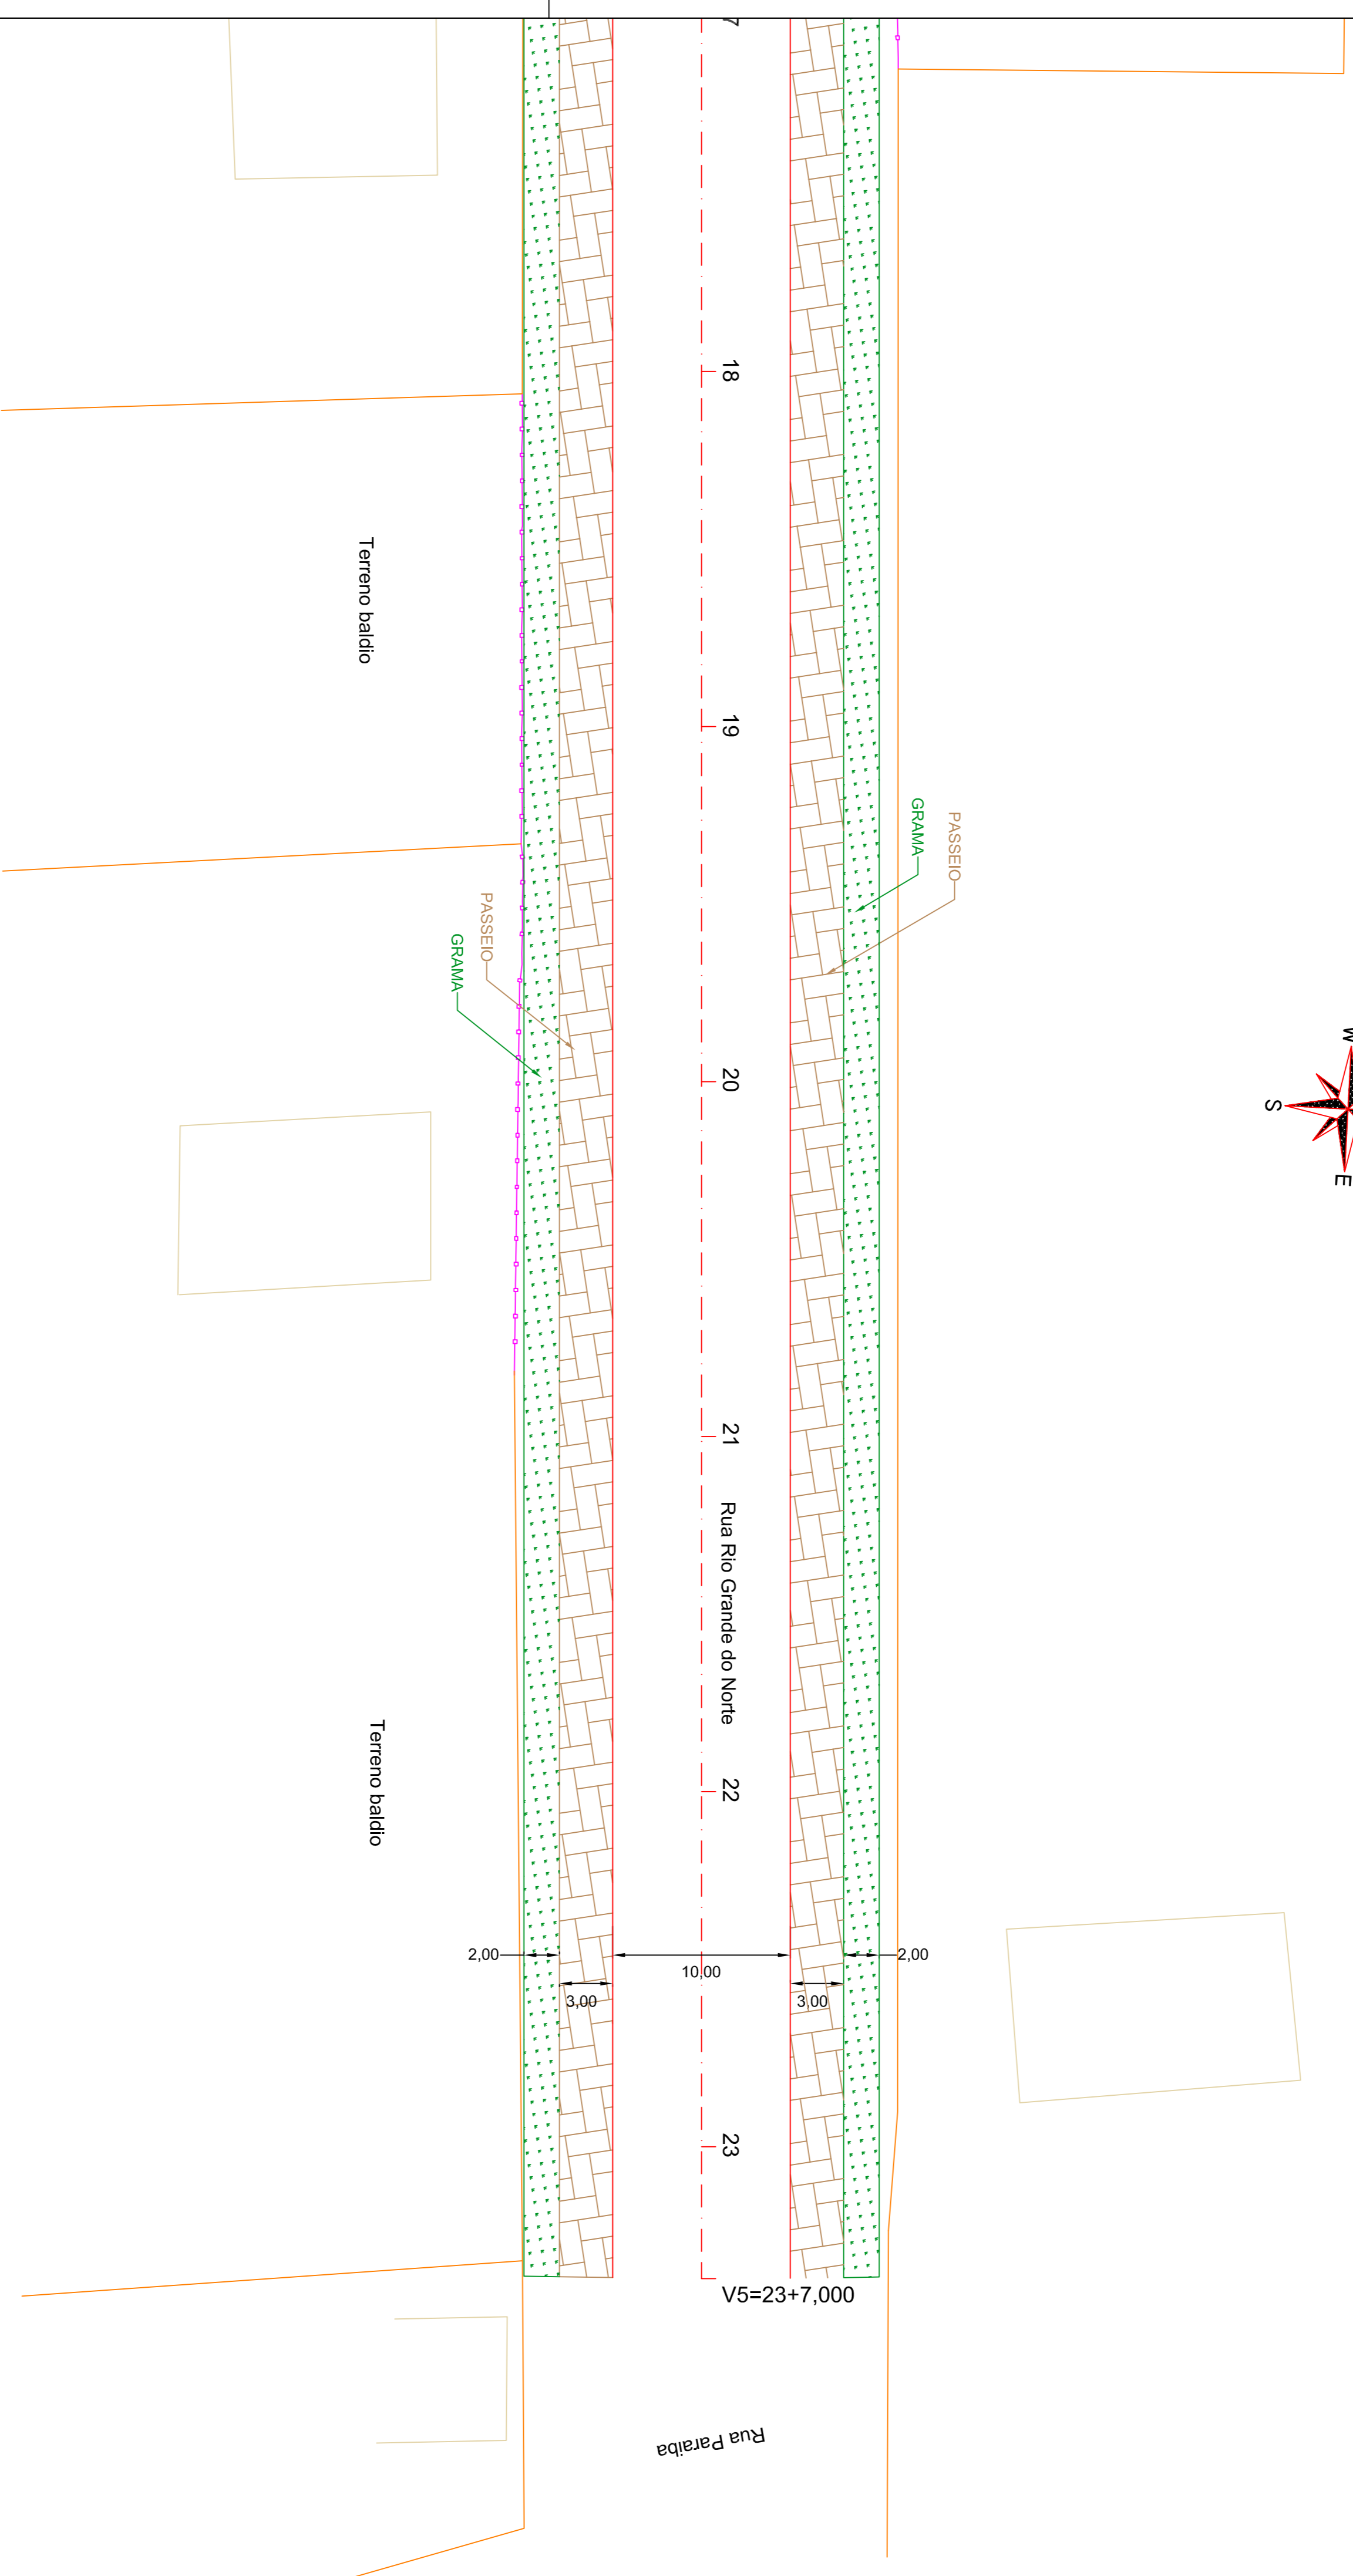 7
18
19
20
21
22
23
Rua Rio Grande do Norte
V5=23+7,000
Rua Paraiba
Terreno baldio
Terreno baldio
GRAMA
PASSEIO
PASSEIO
GRAMA
2,00
3,00
10,00
3,00
2,00
W
S
E